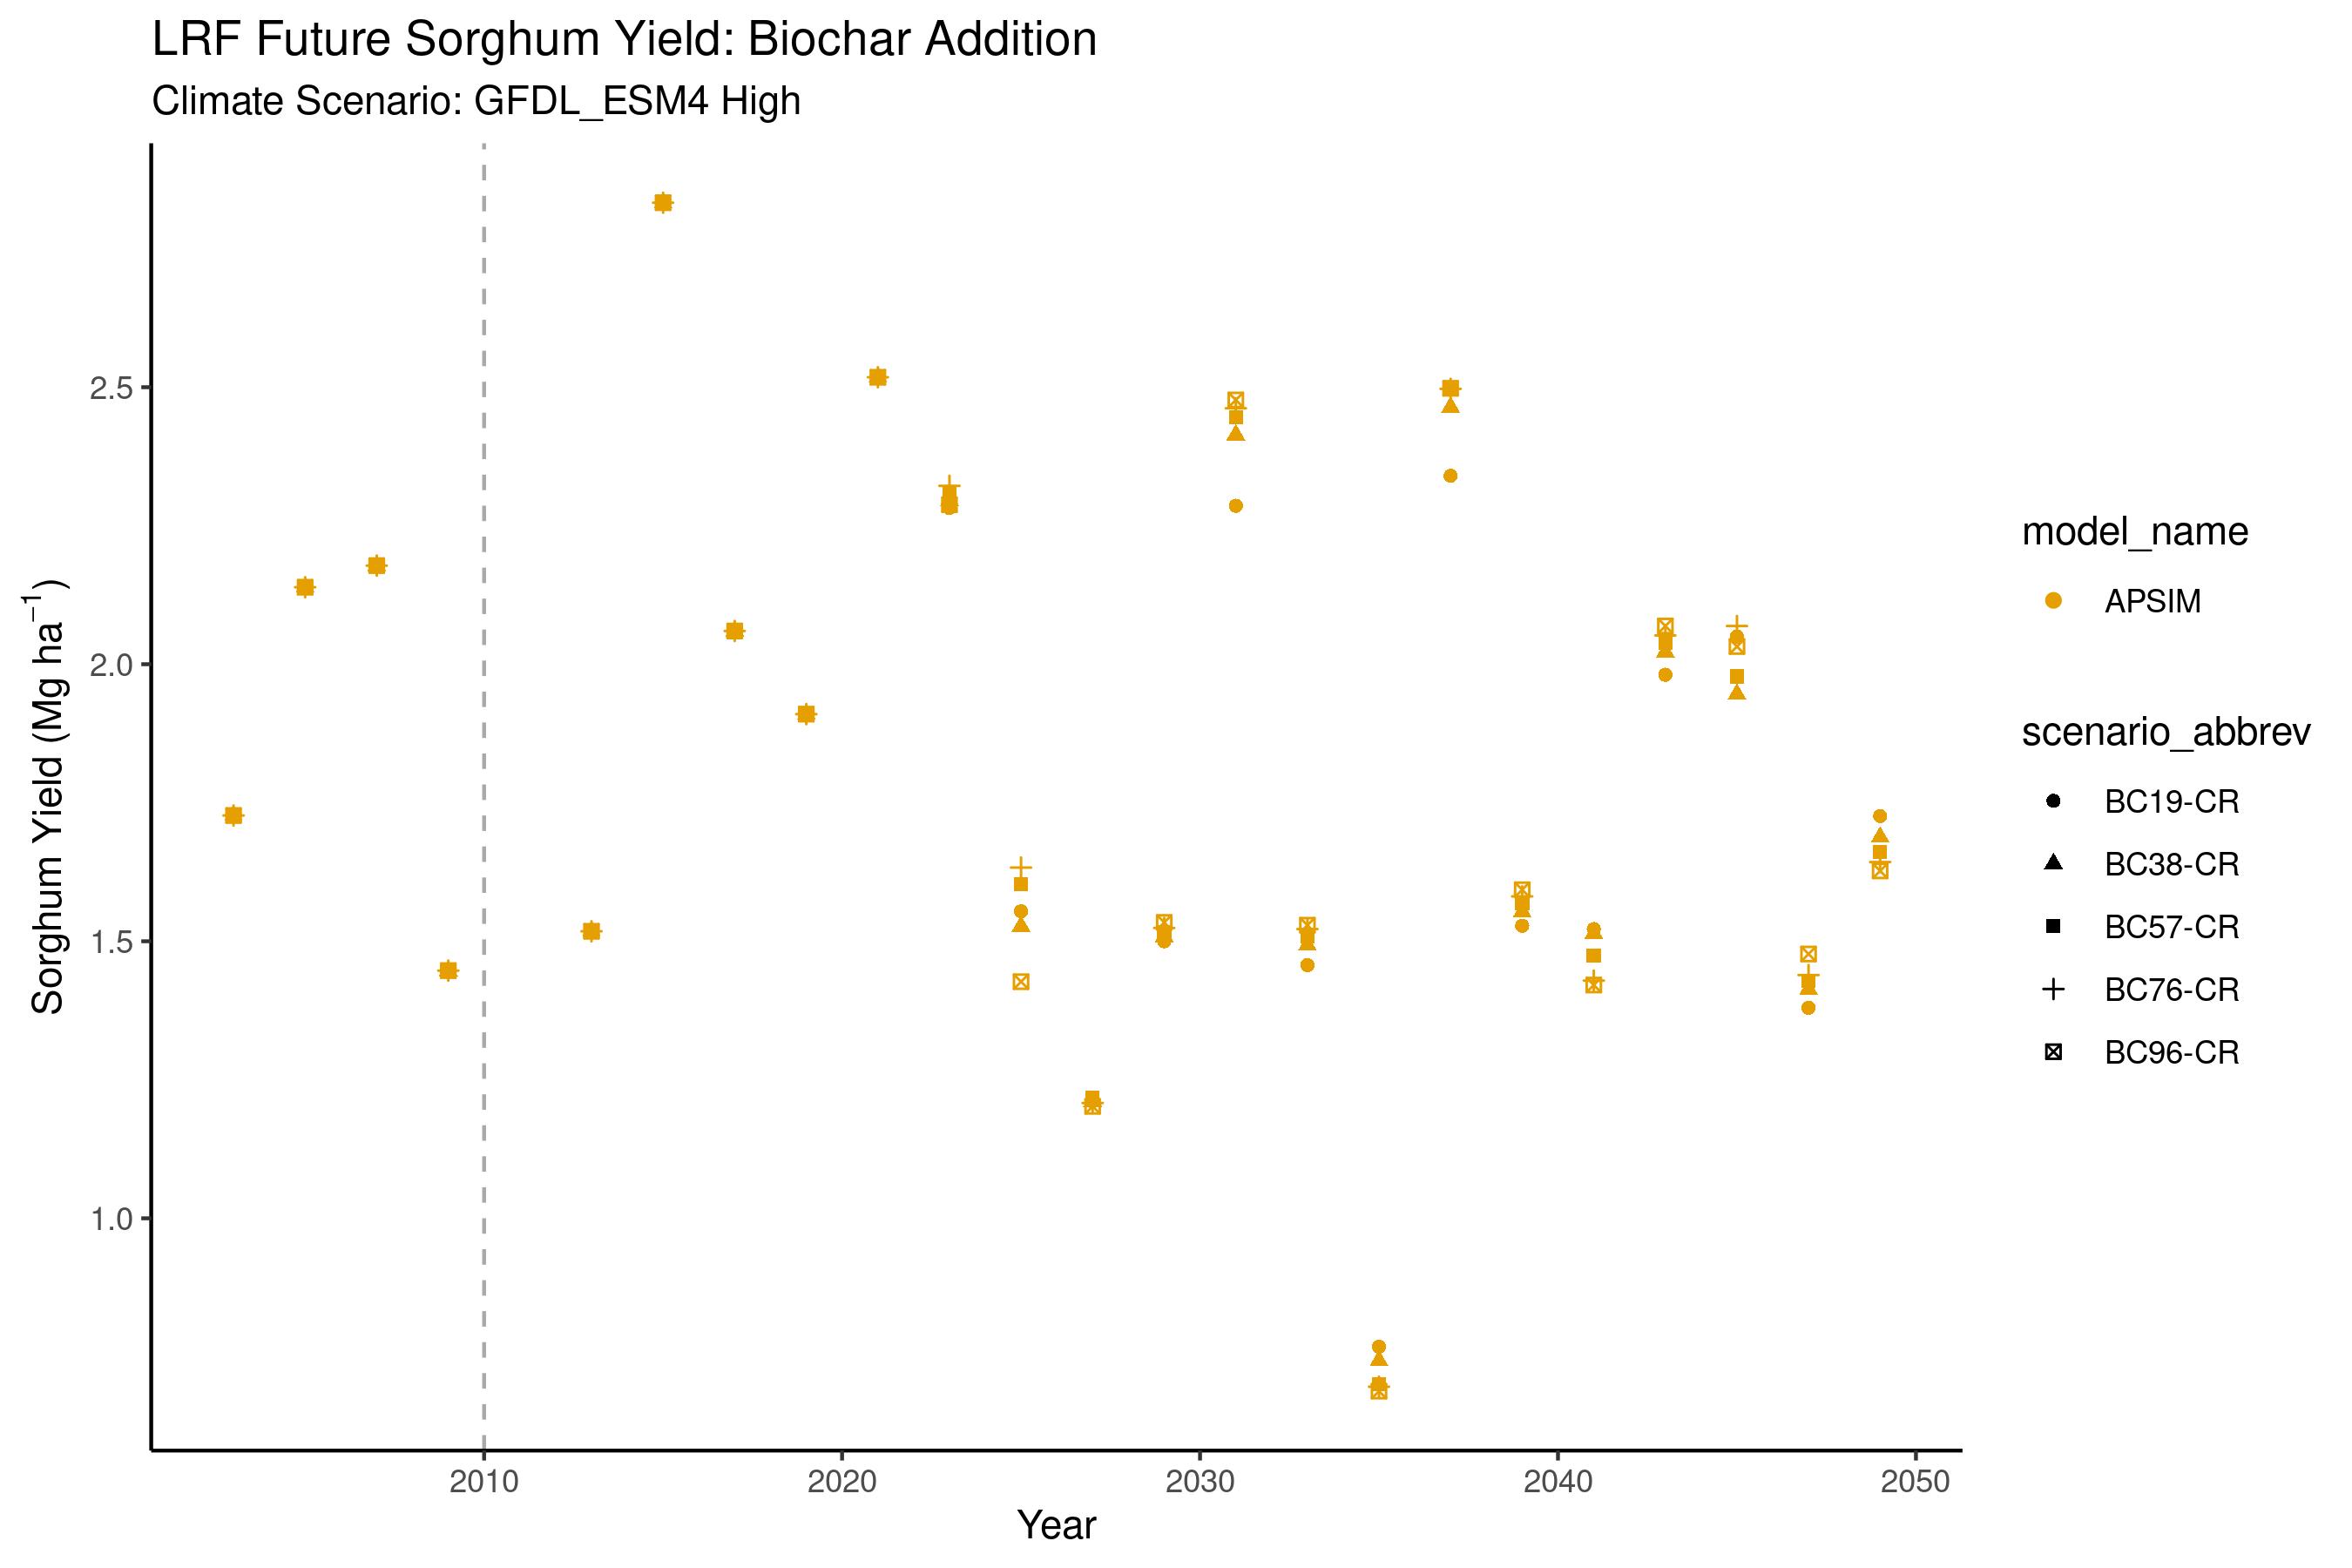 LRF Future Sorghum Yield: Biochar Addition
Climate Scenario: GFDL_ESM4 High
Sorghum Yield (Mg ha⁻¹)
2.5
2.0
1.5
1.0
2010
2020
2030
2040
2050
Year
model_name
APSIM
scenario_abbrev
BC19-CR
BC38-CR
BC57-CR
BC76-CR
BC96-CR